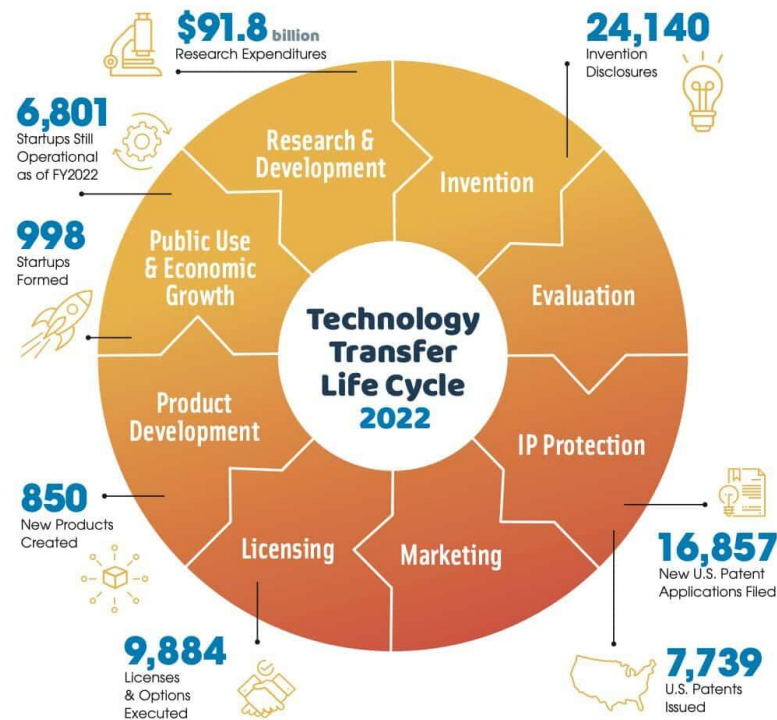 $91.8 billion
Research Expenditures
24,140
Invention
Disclosures
6,801
Startups Still
Operational
as of FY2022
998
Startups
Formed
Research &
Development
Invention
Public Use
& Economic
Growth
Evaluation
Technology
Transfer
Life Cycle
2022
Product
Development
IP Protection
Licensing
Marketing
850
New Products
Created
16,857
New U.S. Patent
Applications Filed
9,884
Licenses
& Options
Executed
7,739
U.S. Patents
Issued